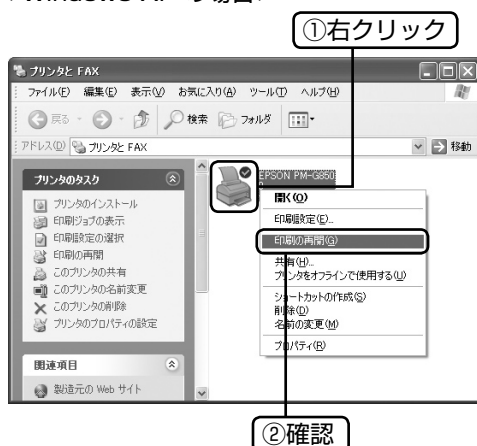 ①右クリック
プリンタと FAX
ファイル(F) 編集(E) 表示(V) お気に入り(A) ツール(T) ヘルプ(H)
戻る 検索 フォルダ
アドレス(D) プリンタと FAX 移動
プリンタのタスク
プリンタのインストール
印刷ジョブの表示
印刷設定の選択
印刷の再開
このプリンタの共有
このプリンタの名前変更
このプリンタの削除
プリンタのプロパティの設定
関連項目
製造元の Web サイト
EPSON PM-G850
開く(O)
印刷設定(E)...
印刷の再開(G)
共有(H)...
プリンタをオフラインで使用する(U)
ショートカットの作成(S)
削除(D)
名前の変更(M)
プロパティ(R)
②確認